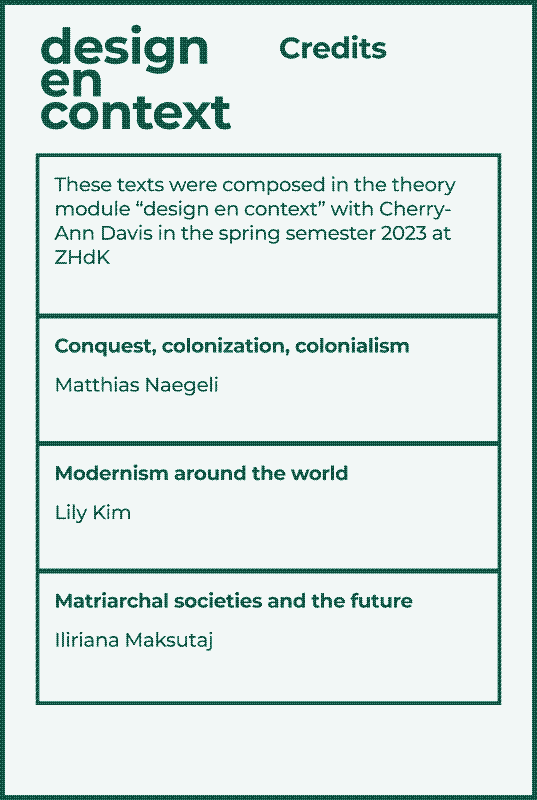 design
en
context
Credits
These texts were composed in the theory
module “design en context” with Cherry-
Ann Davis in the spring semester 2023 at
ZHdK
Conquest, colonization, colonialism
Matthias Naegeli
Modernism around the world
Lily Kim
Matriarchal societies and the future
Iliriana Maksutaj